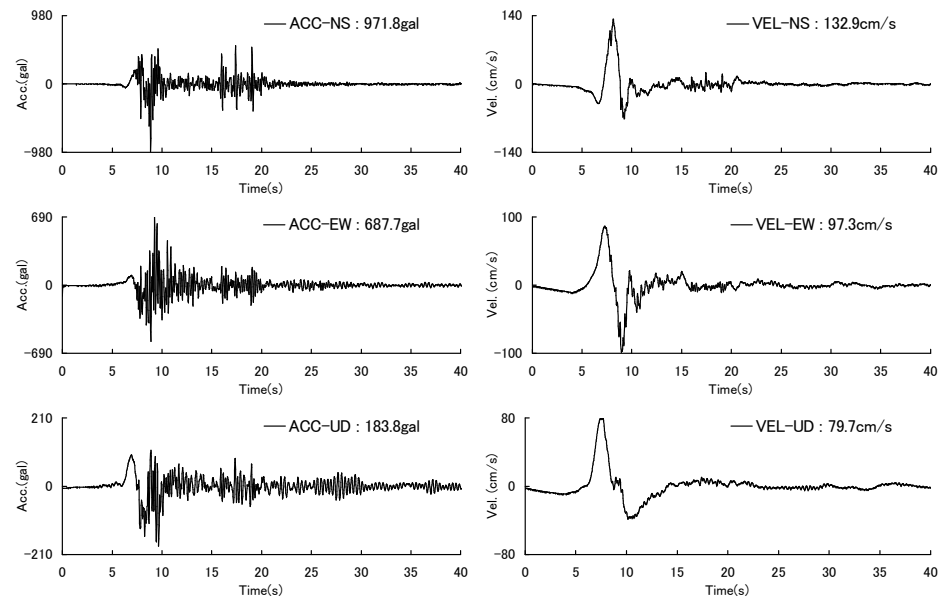 980
0
-980
Acc.(gal)
ACC-NS : 971.8gal
0 5 10 15 20 25 30 35 40
Time(s)
140
0
-140
Vel. (cm/s)
VEL-NS : 132.9cm/s
0 5 10 15 20 25 30 35 40
Time(s)
690
0
-690
Acc.(gal)
ACC-EW : 687.7gal
0 5 10 15 20 25 30 35 40
Time(s)
100
0
-100
Vel. (cm/s)
VEL-EW : 97.3cm/s
0 5 10 15 20 25 30 35 40
Time(s)
210
0
-210
Acc.(gal)
ACC-UD : 183.8gal
0 5 10 15 20 25 30 35 40
Time(s)
80
0
-80
Vel. (cm/s)
VEL-UD : 79.7cm/s
0 5 10 15 20 25 30 35 40
Time(s)